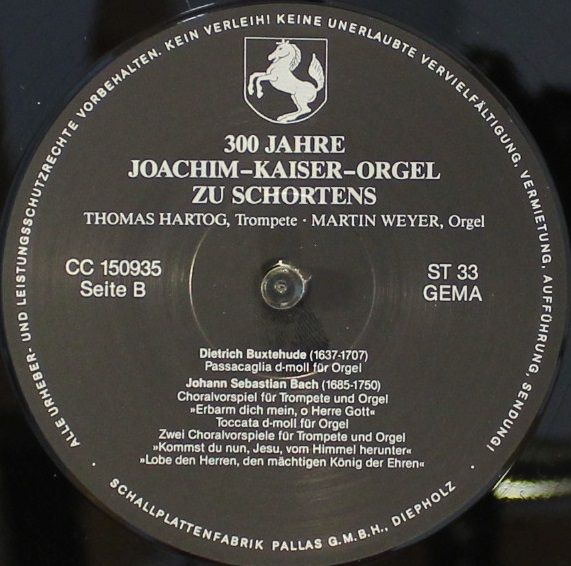 ALLE URHEBER- UND LEISTUNGSSCHUTZRECHTE VORBEHALTEN. KEIN VERLEIH! KEINE UNERLAUBTE VERVIELFÄLTIGUNG, VERMIETUNG, AUFFÜHRUNG, SENDUNG!
300 JAHRE
JOACHIM-KAISER-ORGEL
ZU SCHORTENS
THOMAS HARTOG, Trompete · MARTIN WEYER, Orgel
CC 150935
Seite B
ST 33
GEMA
Dietrich Buxtehude (1637-1707)
Passacaglia d-moll für Orgel
Johann Sebastian Bach (1685-1750)
Choralvorspiel für Trompete und Orgel
»Erbarm dich mein, o Herre Gott«
Toccata d-moll für Orgel
Zwei Choralvorspiele für Trompete und Orgel
»Kommst du nun, Jesu, vom Himmel herunter«
»Lobe den Herren, den mächtigen König der Ehren«
· SCHALLPLATTENFABRIK PALLAS G.M.B.H., DIEPHOLZ ·